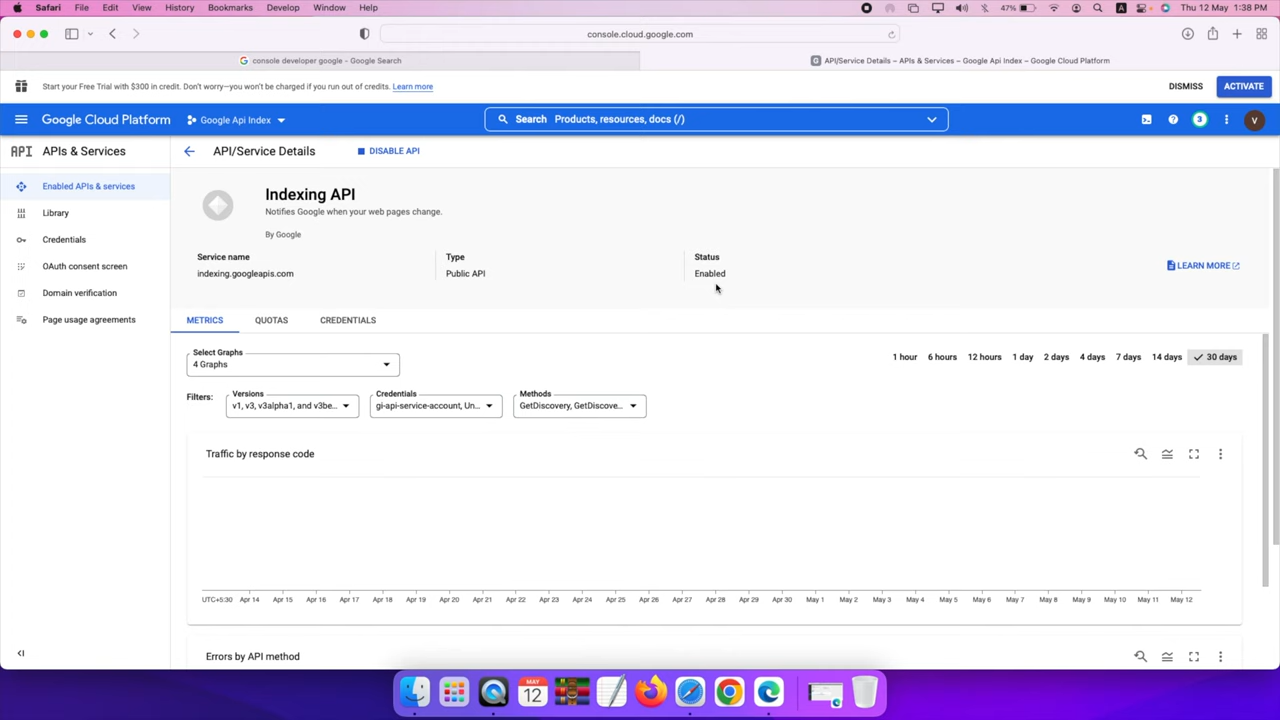 Safari File Edit View History Bookmarks Develop Window Help 47% A Thu 12 May 1:38 PM
console.cloud.google.com
console developer google - Google Search
API/Service Details – APIs & Services – Google Api Index – Google Cloud Platform
Start your Free Trial with $300 in credit. Don't worry—you won't be charged if you run out of credits. Learn more DISMISS ACTIVATE
Google Cloud Platform Google Api Index Search Products, resources, docs (/) 3 V
API APIs & Services API/Service Details DISABLE API
Enabled APIs & services
Library
Credentials
OAuth consent screen
Domain verification
Page usage agreements
Indexing API
Notifies Google when your web pages change.
By Google
Service name Type Status
indexing.googleapis.com Public API Enabled
LEARN MORE
METRICS QUOTAS CREDENTIALS
Select Graphs
4 Graphs
1 hour 6 hours 12 hours 1 day 2 days 4 days 7 days 14 days 30 days
Filters: Versions Credentials Methods
v1, v3, v3alpha1, and v3be... gi-api-service-account, Un... GetDiscovery, GetDiscove...
Traffic by response code
UTC+5:30 Apr 14 Apr 15 Apr 16 Apr 17 Apr 18 Apr 19 Apr 20 Apr 21 Apr 22 Apr 23 Apr 24 Apr 25 Apr 26 Apr 27 Apr 28 Apr 29 Apr 30 May 1 May 2 May 3 May 4 May 5 May 6 May 7 May 8 May 9 May 10 May 11 May 12
Errors by API method
MAY
12